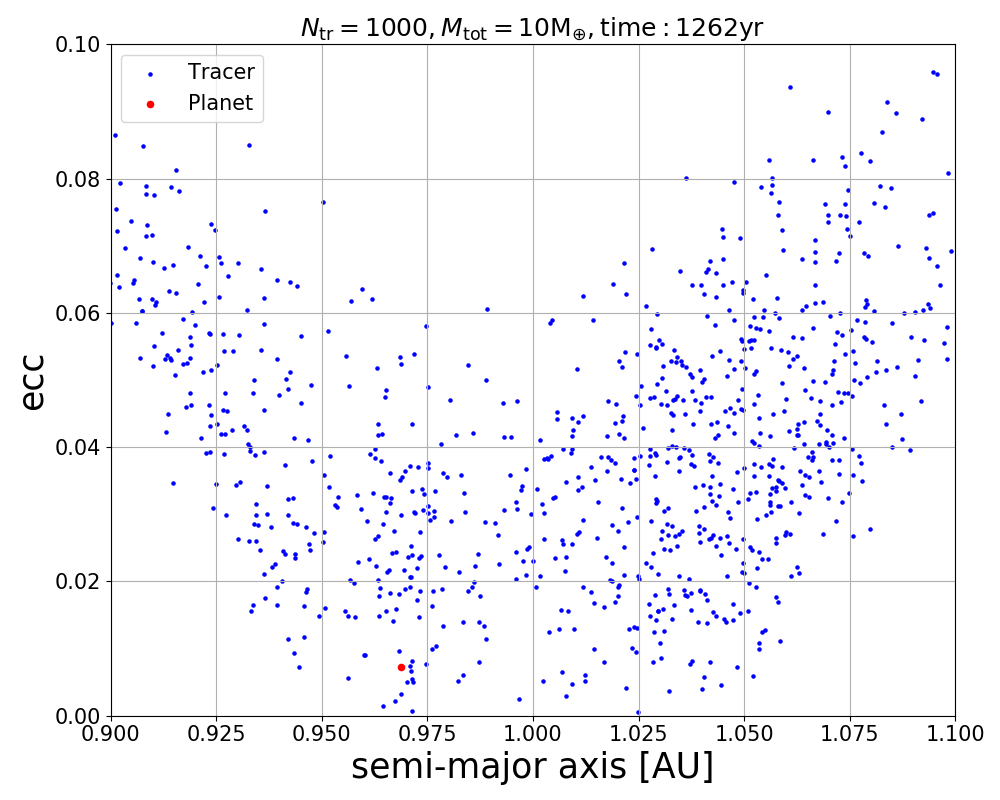 N_tr = 1000, M_tot = 10M_⊕, time : 1262yr
Tracer
Planet
0.10
0.08
0.06
0.04
0.02
0.00
ecc
0.900 0.925 0.950 0.975 1.000 1.025 1.050 1.075 1.100
semi-major axis [AU]